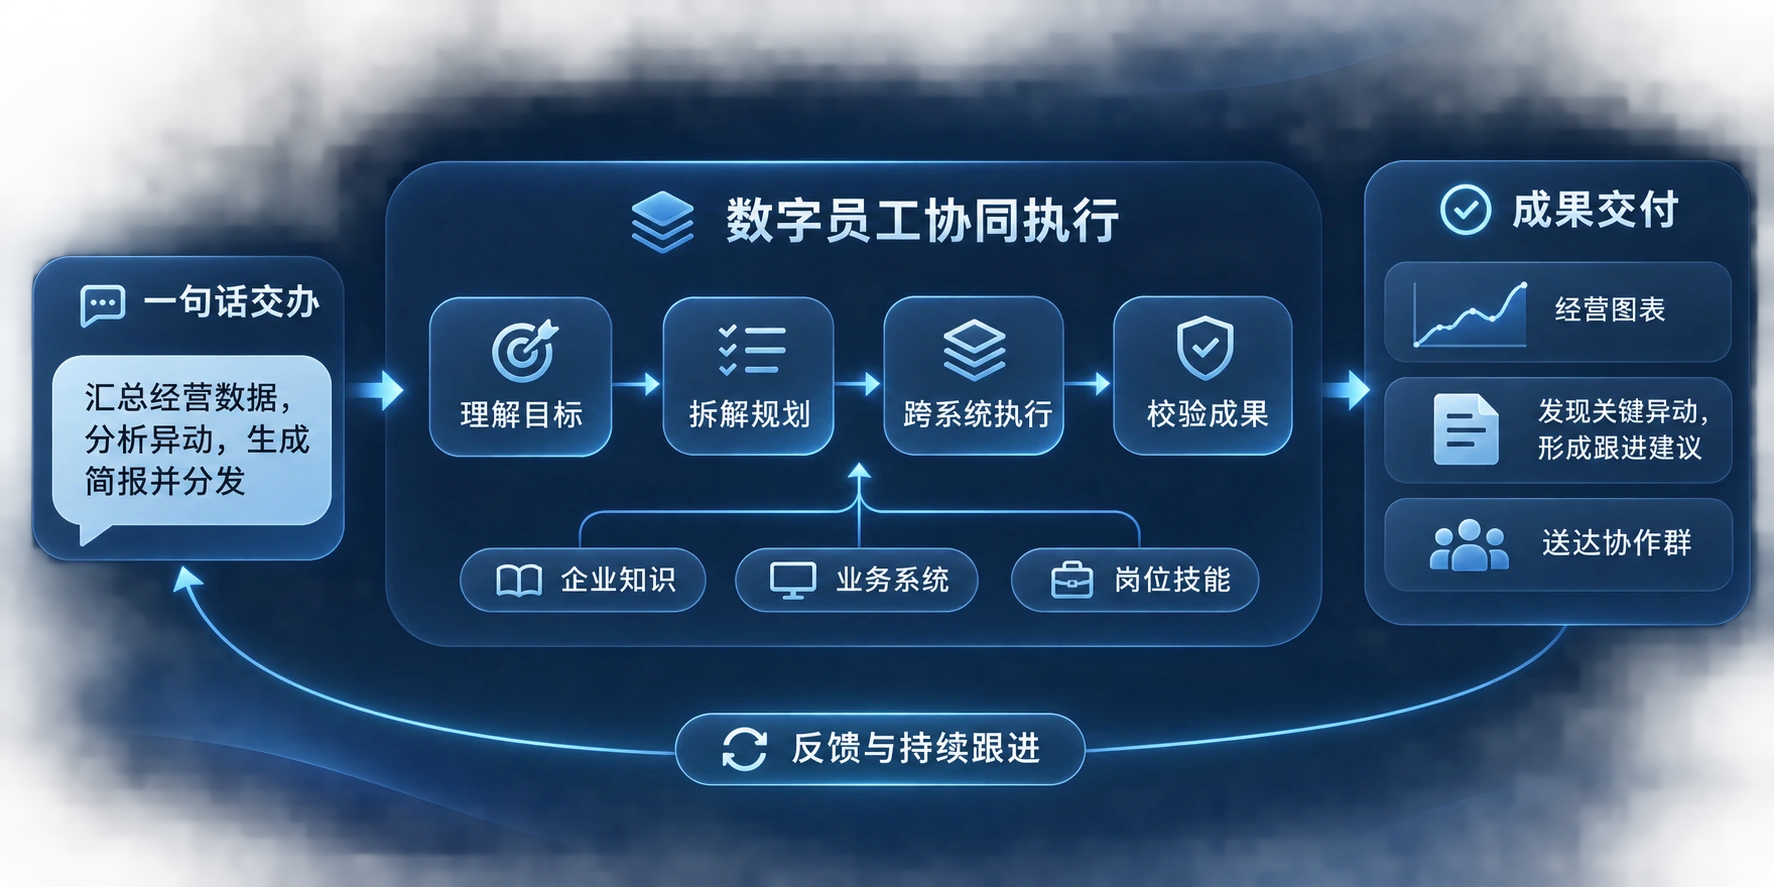 一句话交办
汇总经营数据，
分析异动，生成
简报并分发
数字员工协同执行
理解目标
拆解规划
跨系统执行
校验成果
企业知识
业务系统
岗位技能
成果交付
经营图表
发现关键异动，
形成跟进建议
送达协作群
反馈与持续跟进